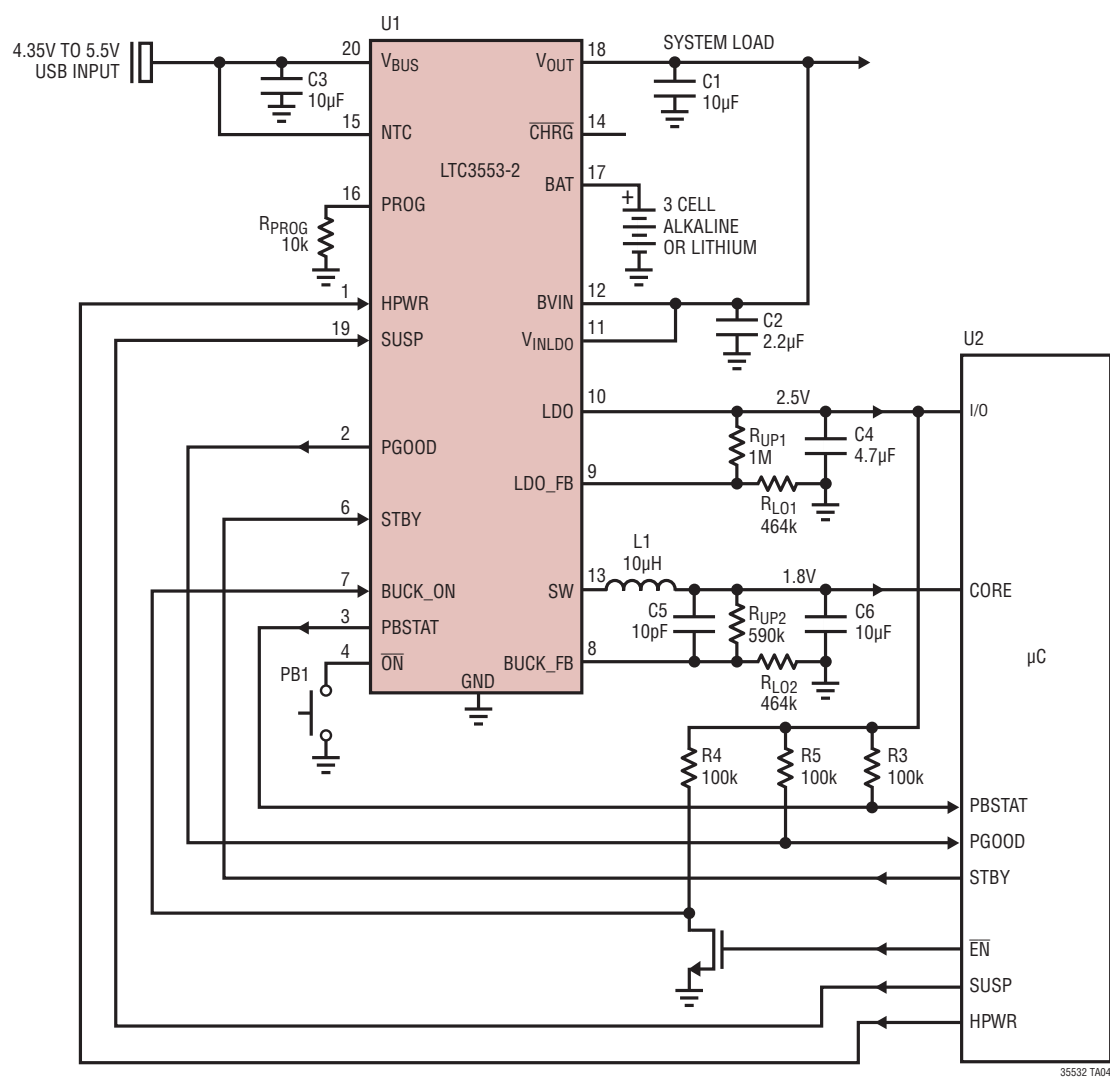 U1
4.35V TO 5.5V
USB INPUT
20
VBUS
VOUT
18
SYSTEM LOAD
C3
10µF
C1
10µF
15
NTC
CHRG
14
LTC3553-2
BAT
17
16
PROG
RPROG
10k
+
3 CELL
ALKALINE
OR LITHIUM
1
HPWR
BVIN
12
19
SUSP
VINLDO
11
C2
2.2µF
U2
LDO
10
2.5V
I/O
2
PGOOD
RUP1
1M
C4
4.7µF
LDO_FB
9
RLO1
464k
6
STBY
L1
10µH
7
BUCK_ON
SW
13
1.8V
CORE
3
PBSTAT
C5
10pF
RUP2
590k
C6
10µF
4
ON
BUCK_FB
8
µC
PB1
GND
RLO2
464k
R4
100k
R5
100k
R3
100k
PBSTAT
PGOOD
STBY
EN
SUSP
HPWR
35532 TA04